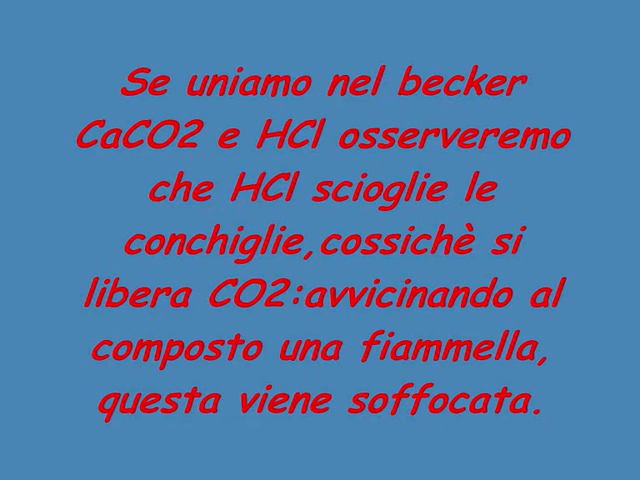 Se uniamo nel becker
CaCO2 e HCl osserveremo
che HCl scioglie le
conchiglie,cossichè si
libera CO2:avvicinando al
composto una fiammella,
questa viene soffocata.